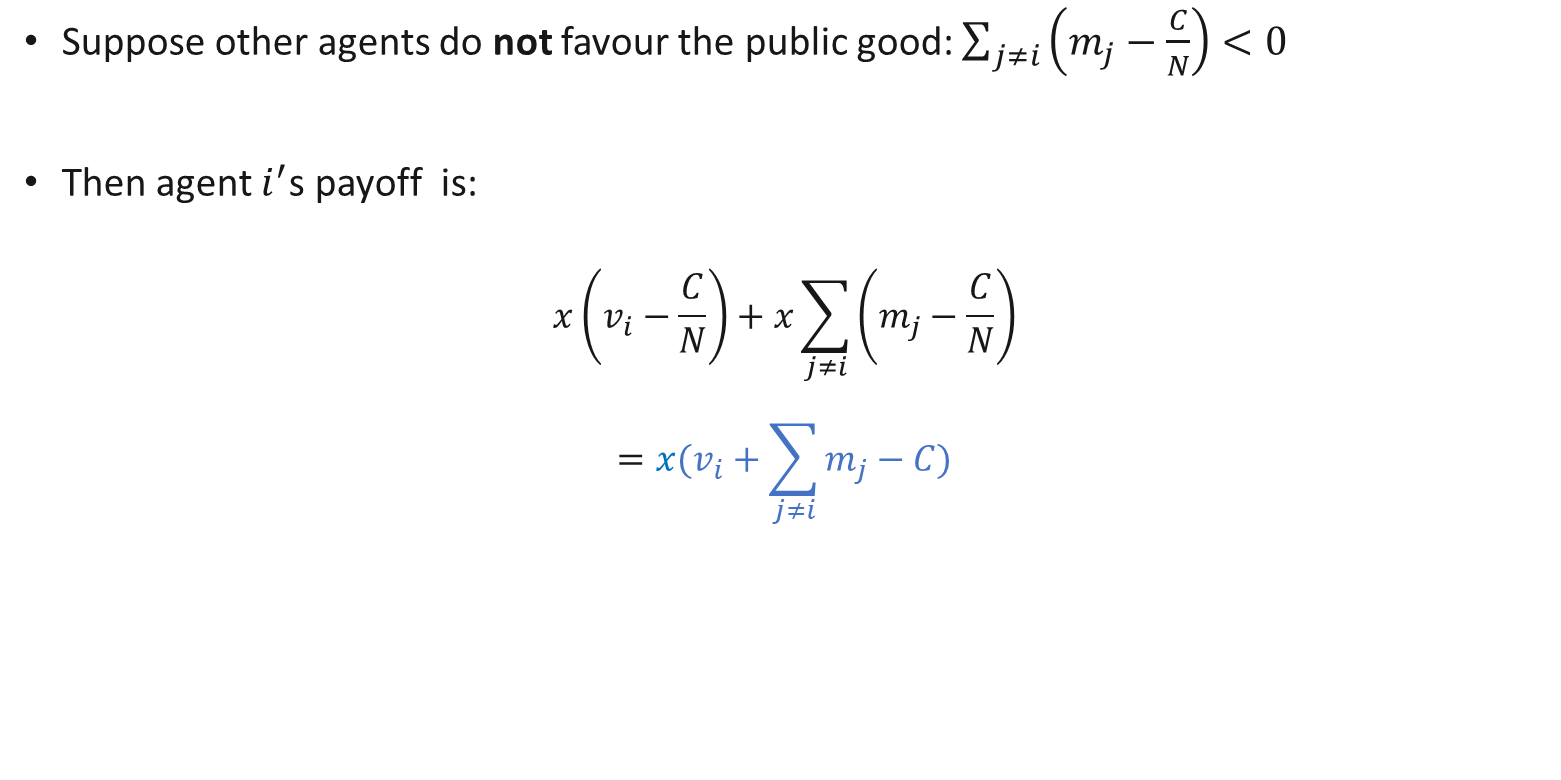 • Suppose other agents do not favour the public good: ∑_{j≠i} (m_j − C/N) < 0
• Then agent i′s payoff is:
x(v_i − C/N) + x ∑_{j≠i} (m_j − C/N)
= x(v_i + ∑_{j≠i} m_j − C)